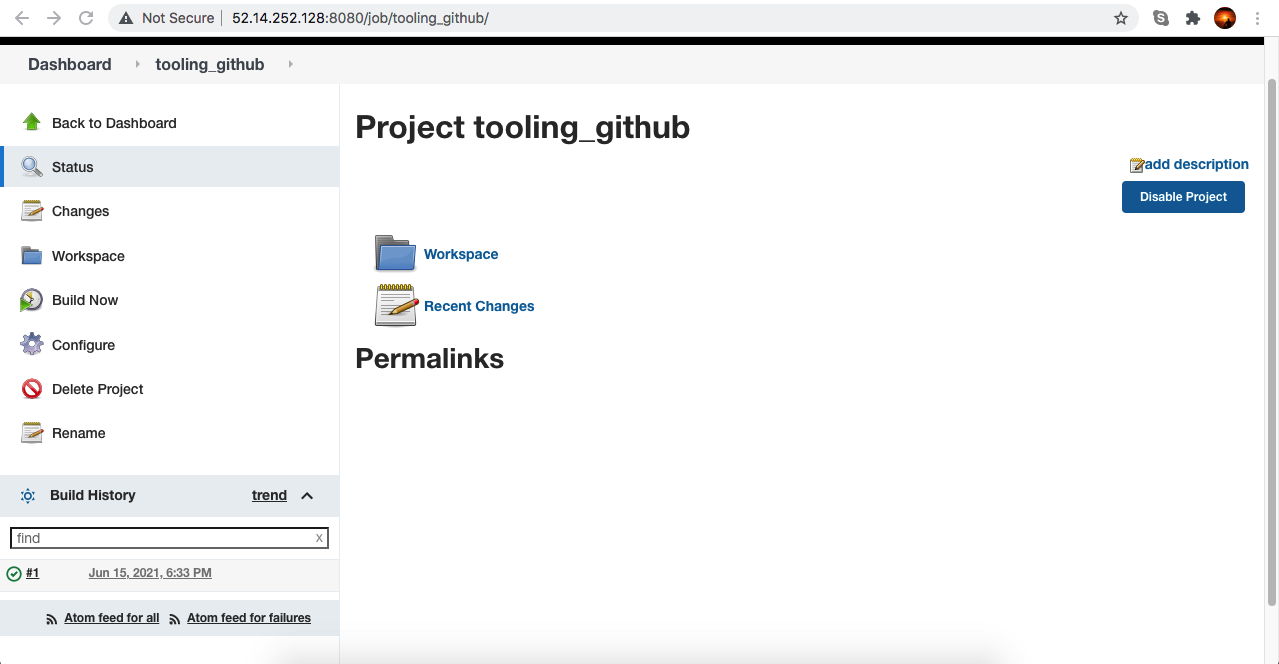 Not Secure 52.14.252.128:8080/job/tooling_github/
Dashboard tooling_github
Back to Dashboard
Status
Changes
Workspace
Build Now
Configure
Delete Project
Rename
Build History trend
find x
#1 Jun 15, 2021, 6:33 PM
Atom feed for all Atom feed for failures
Project tooling_github
add description
Disable Project
Workspace
Recent Changes
Permalinks